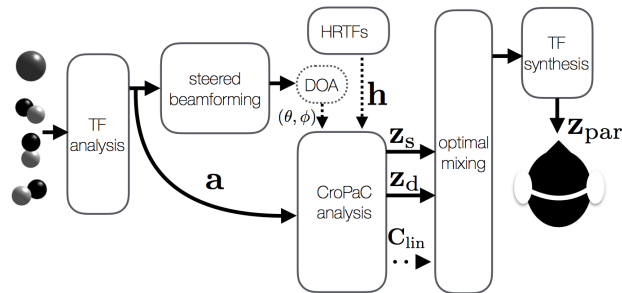 HRTFs
TF
analysis
steered
beamforming
DOA
(θ, ϕ)
h
a
CroPaC
analysis
z_s
z_d
C_lin
optimal
mixing
TF
synthesis
z_par